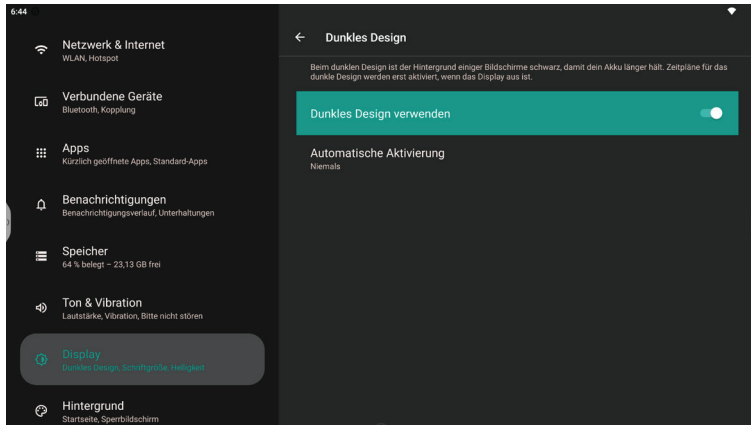 6:44
Netzwerk & Internet
WLAN, Hotspot
Verbundene Geräte
Bluetooth, Kopplung
Apps
Kürzlich geöffnete Apps, Standard-Apps
Benachrichtigungen
Benachrichtigungsverlauf, Unterhaltungen
Speicher
64 % belegt – 23,13 GB frei
Ton & Vibration
Lautstärke, Vibration, Bitte nicht stören
Display
Dunkles Design, Schriftgröße, Helligkeit
Hintergrund
Startseite, Sperrbildschirm
Dunkles Design
Beim dunklen Design ist der Hintergrund einiger Bildschirme schwarz, damit dein Akku länger hält. Zeitpläne für das
dunkle Design werden erst aktiviert, wenn das Display aus ist.
Dunkles Design verwenden
Automatische Aktivierung
Niemals